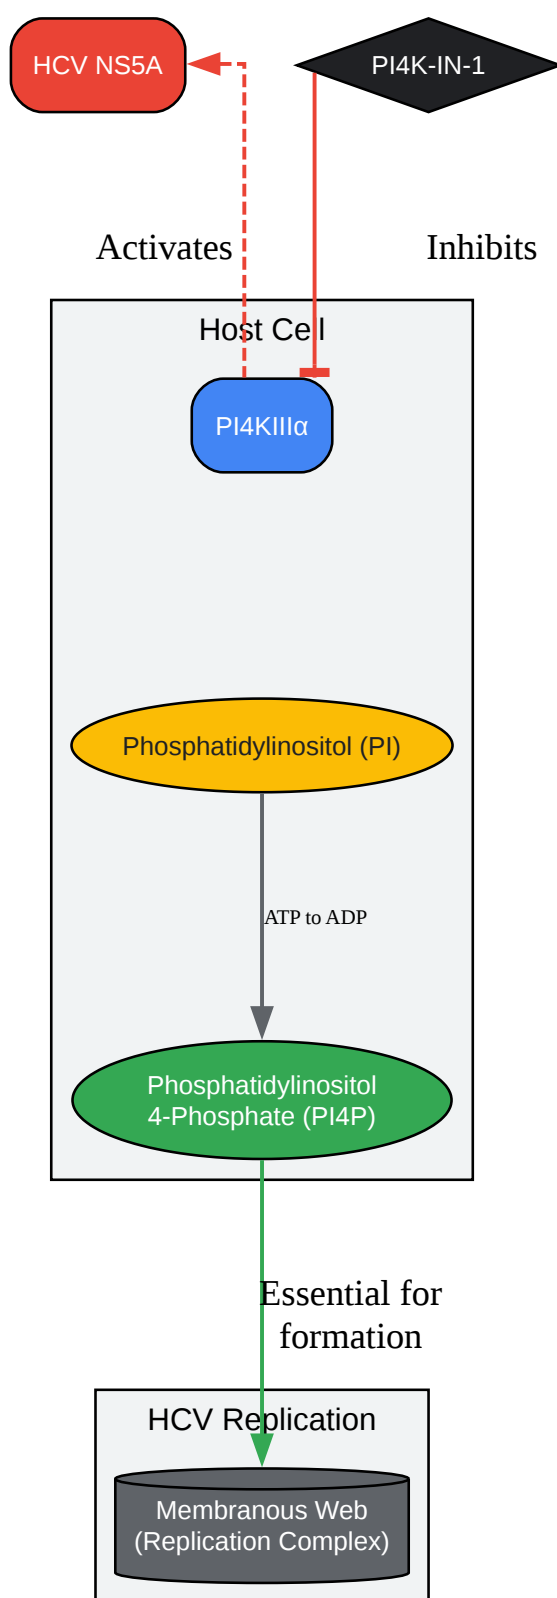 HCV NS5A
PI4K-IN-1
Activates
Inhibits
Host Cell
PI4KIIIα
Phosphatidylinositol (PI)
ATP to ADP
Phosphatidylinositol
4-Phosphate (PI4P)
Essential for
formation
HCV Replication
Membranous Web
(Replication Complex)